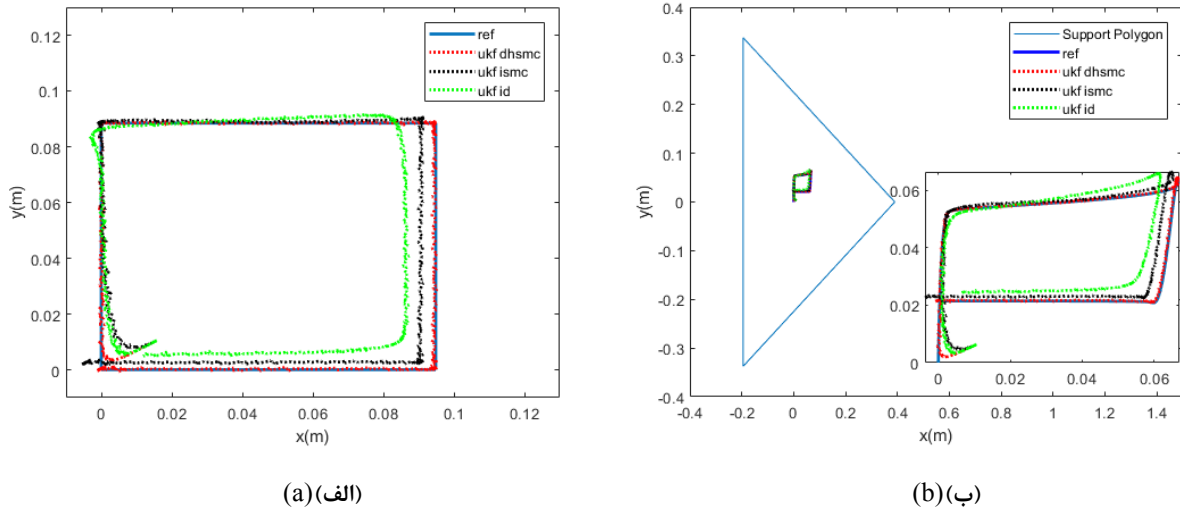 0.12
0.1
0.08
0.06
0.04
0.02
0
y(m)
ref
ukf dhsmc
ukf ismc
ukf id
0 0.02 0.04 0.06 0.08 0.1 0.12
x(m)
(a)(الف)
0.4
0.3
0.2
0.1
0
-0.1
-0.2
-0.3
-0.4
y(m)
Support Polygon
ref
ukf dhsmc
ukf ismc
ukf id
0.06
0.04
0.02
0
0 0.02 0.04 0.06
-0.4 -0.2 0 0.2 0.4 0.6 0.8 1 1.2 1.4
x(m)
(b)(ب)